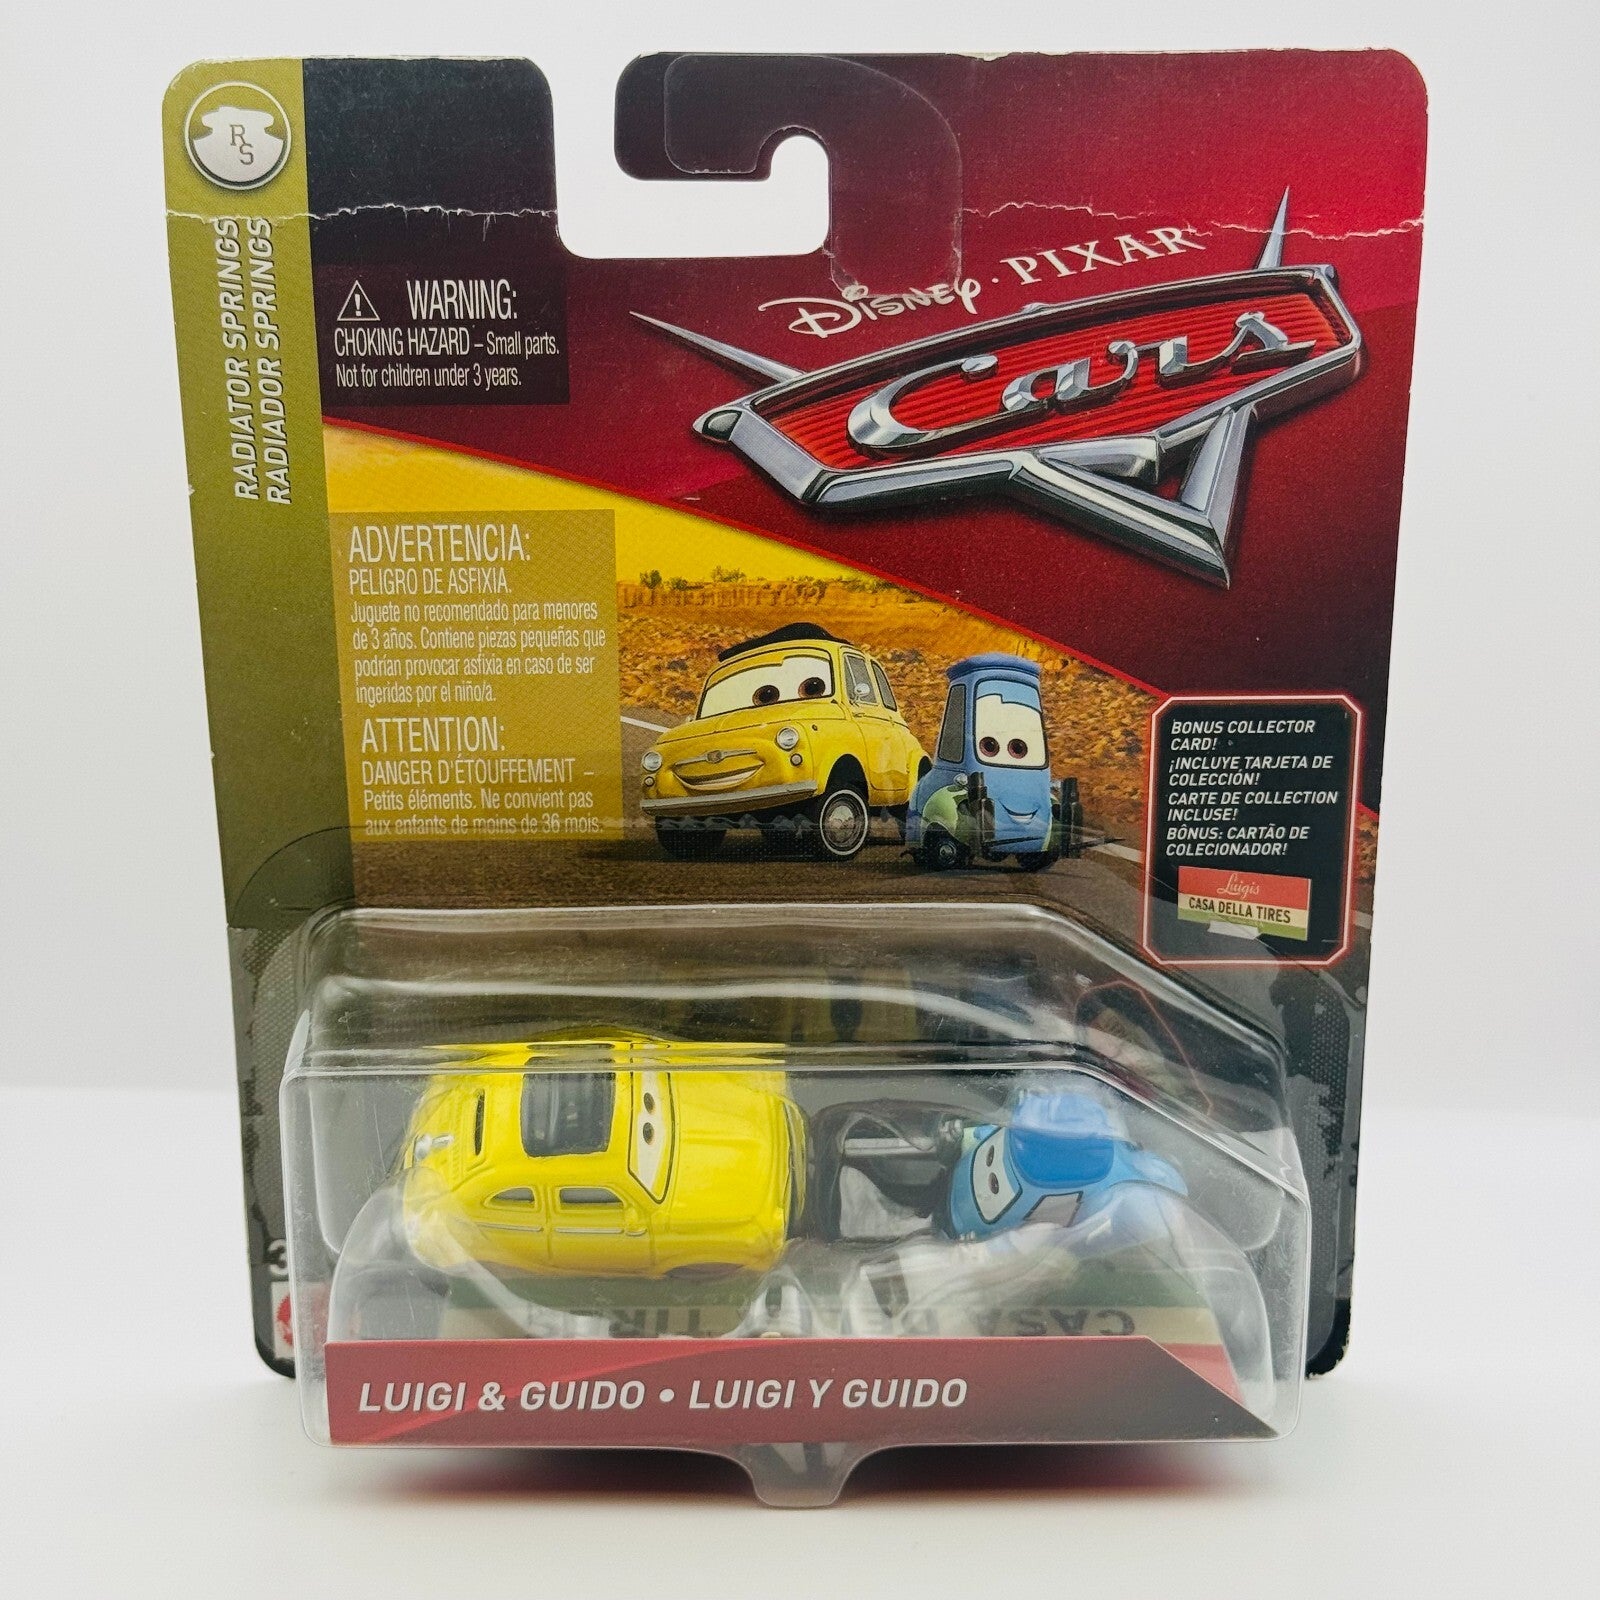 RS
RADIATOR SPRINGS
RADIADOR SPRINGS
WARNING:
CHOKING HAZARD – Small parts.
Not for children under 3 years.
DISNEY · PIXAR
Cars
ADVERTENCIA:
PELIGRO DE ASFIXIA.
Juguete no recomendado para menores
de 3 años. Contiene piezas pequeñas que
podrían provocar asfixia en caso de ser
ingeridas por el niño/a.
ATTENTION:
DANGER D'ÉTOUFFEMENT –
Petits éléments. Ne convient pas
aux enfants de moins de 36 mois.
BONUS COLLECTOR
CARD!
¡INCLUYE TARJETA DE
COLECCIÓN!
CARTE DE COLLECTION
INCLUSE!
BÔNUS: CARTÃO DE
COLECIONADOR!
Luigi's
CASA DELLA TIRES
3
CASA DELLA TIRES
LUIGI & GUIDO • LUIGI Y GUIDO